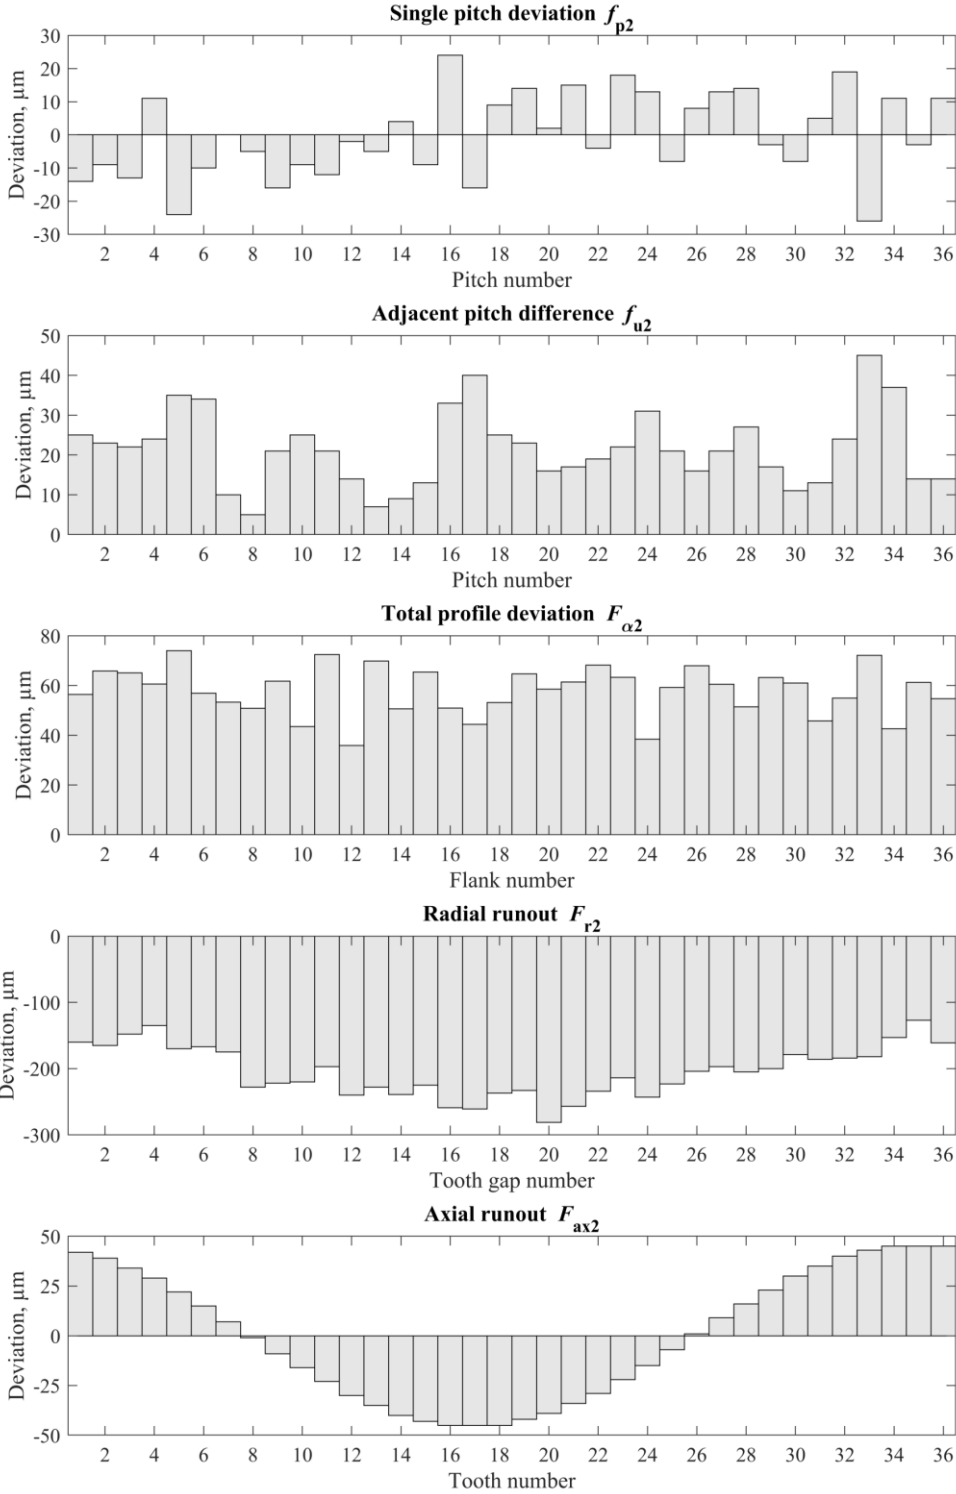 Single pitch deviation fp2
30
20
10
0
-10
-20
-30
Deviation, µm
2 4 6 8 10 12 14 16 18 20 22 24 26 28 30 32 34 36
Pitch number
Adjacent pitch difference fu2
50
40
30
20
10
0
Deviation, µm
2 4 6 8 10 12 14 16 18 20 22 24 26 28 30 32 34 36
Pitch number
Total profile deviation Fα2
80
60
40
20
0
Deviation, µm
2 4 6 8 10 12 14 16 18 20 22 24 26 28 30 32 34 36
Flank number
Radial runout Fr2
0
-100
-200
-300
Deviation, µm
2 4 6 8 10 12 14 16 18 20 22 24 26 28 30 32 34 36
Tooth gap number
Axial runout Fax2
50
25
0
-25
-50
Deviation, µm
2 4 6 8 10 12 14 16 18 20 22 24 26 28 30 32 34 36
Tooth number